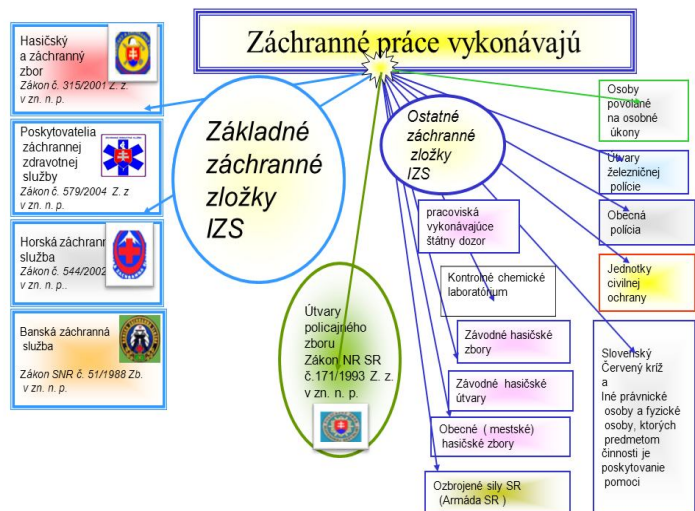 Záchranné práce vykonávajú
Hasičský
a záchranný
zbor
Zákon č. 315/2001 Z. z.
v zn. n. p.
Poskytovatelia
záchrannej
zdravotnej
služby
Zákon č. 579/2004 Z. z
v zn. n. p.
Horská záchranná
služba
Zákon č. 544/2002
v zn. n. p..
Banská záchranná
služba
Zákon SNR č. 51/1988 Zb.
v zn. n. p.
Základné
záchranné
zložky
IZS
Útvary
policajného
zboru
Zákon NR SR
č.171/1993 Z. z.
v zn. n. p.
Ostatné
záchranné
zložky
IZS
pracoviská
vykonávajúce
štátny dozor
Kontrolné chemické
laboratórium
Závodné hasičské
zbory
Závodné hasičské
útvary
Obecné ( mestské)
hasičské zbory
Ozbrojené sily SR
(Armáda SR )
Osoby
povolané
na osobné
úkony
Útvary
železničnej
polície
Obecná
polícia
Jednotky
civilnej
ochrany
Slovenský
Červený kríž
a
Iné právnické
osoby a fyzické
osoby, ktorých
predmetom
činnosti je
poskytovanie
pomoci